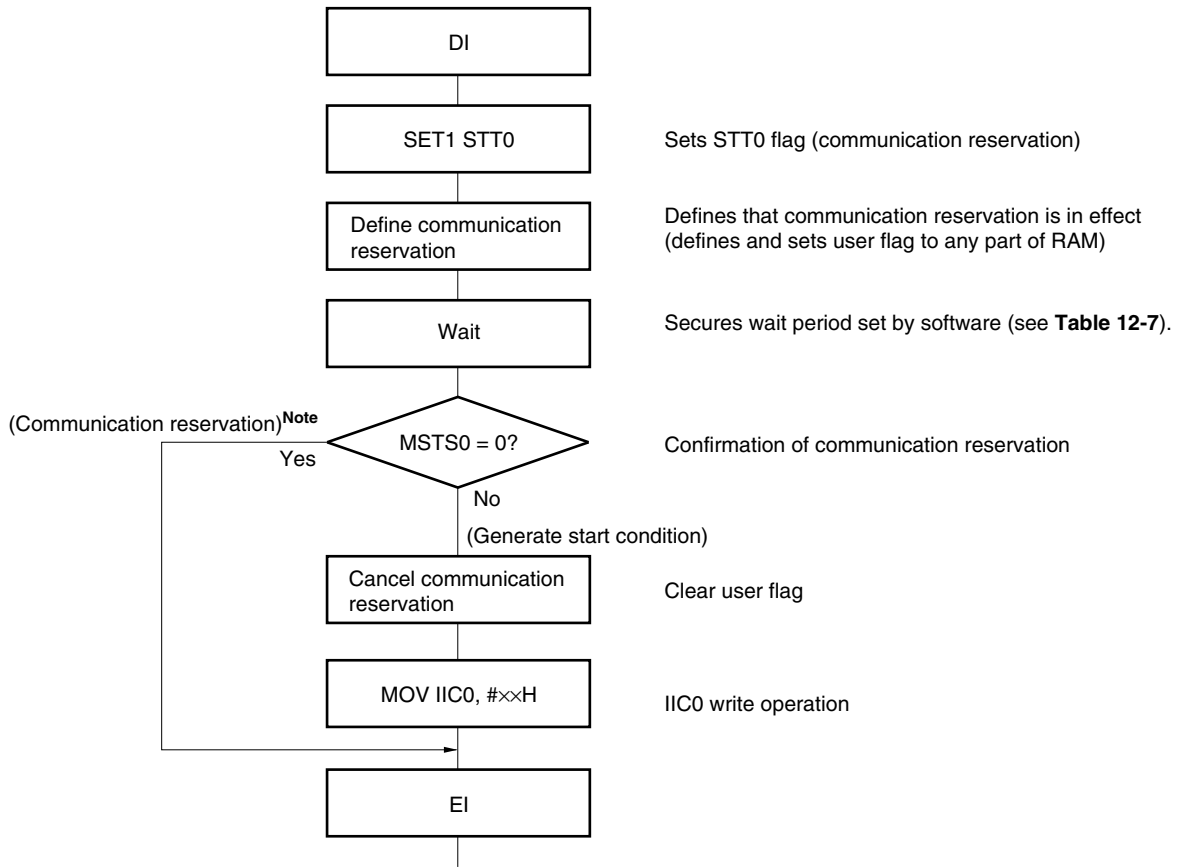 DI
SET1 STT0
Sets STT0 flag (communication reservation)
Define communication
reservation
Defines that communication reservation is in effect
(defines and sets user flag to any part of RAM)
Wait
Secures wait period set by software (see Table 12-7).
(Communication reservation)Note
Yes
MSTS0 = 0?
Confirmation of communication reservation
No
(Generate start condition)
Cancel communication
reservation
Clear user flag
MOV IIC0, #××H
IIC0 write operation
EI